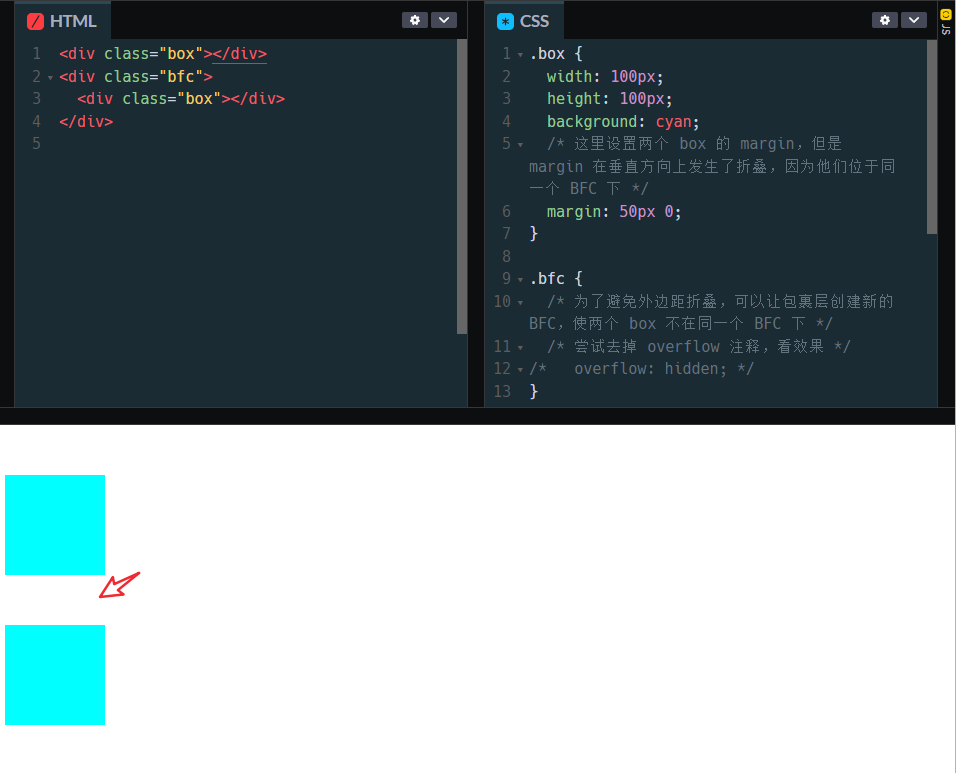 HTML
1 <div class="box"></div>
2 <div class="bfc">
3 <div class="box"></div>
4 </div>
5
CSS
1 .box {
2 width: 100px;
3 height: 100px;
4 background: cyan;
5 /* 这里设置两个 box 的 margin，但是
margin 在垂直方向上发生了折叠，因为他们位于同
一个 BFC 下 */
6 margin: 50px 0;
7 }
8
9 .bfc {
10 /* 为了避免外边距折叠，可以让包裹层创建新的
BFC，使两个 box 不在同一个 BFC 下 */
11 /* 尝试去掉 overflow 注释，看效果 */
12 /* overflow: hidden; */
13 }
JS